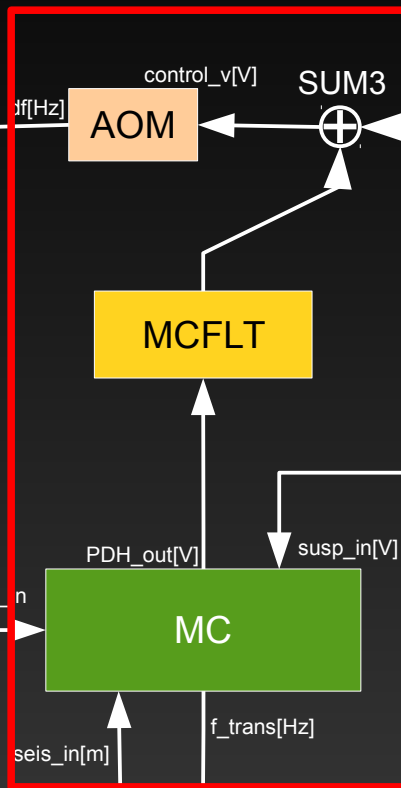 control_v[V]
SUM3
df[Hz]
AOM
MCFLT
PDH_out[V]
susp_in[V]
MC
f_trans[Hz]
seis_in[m]